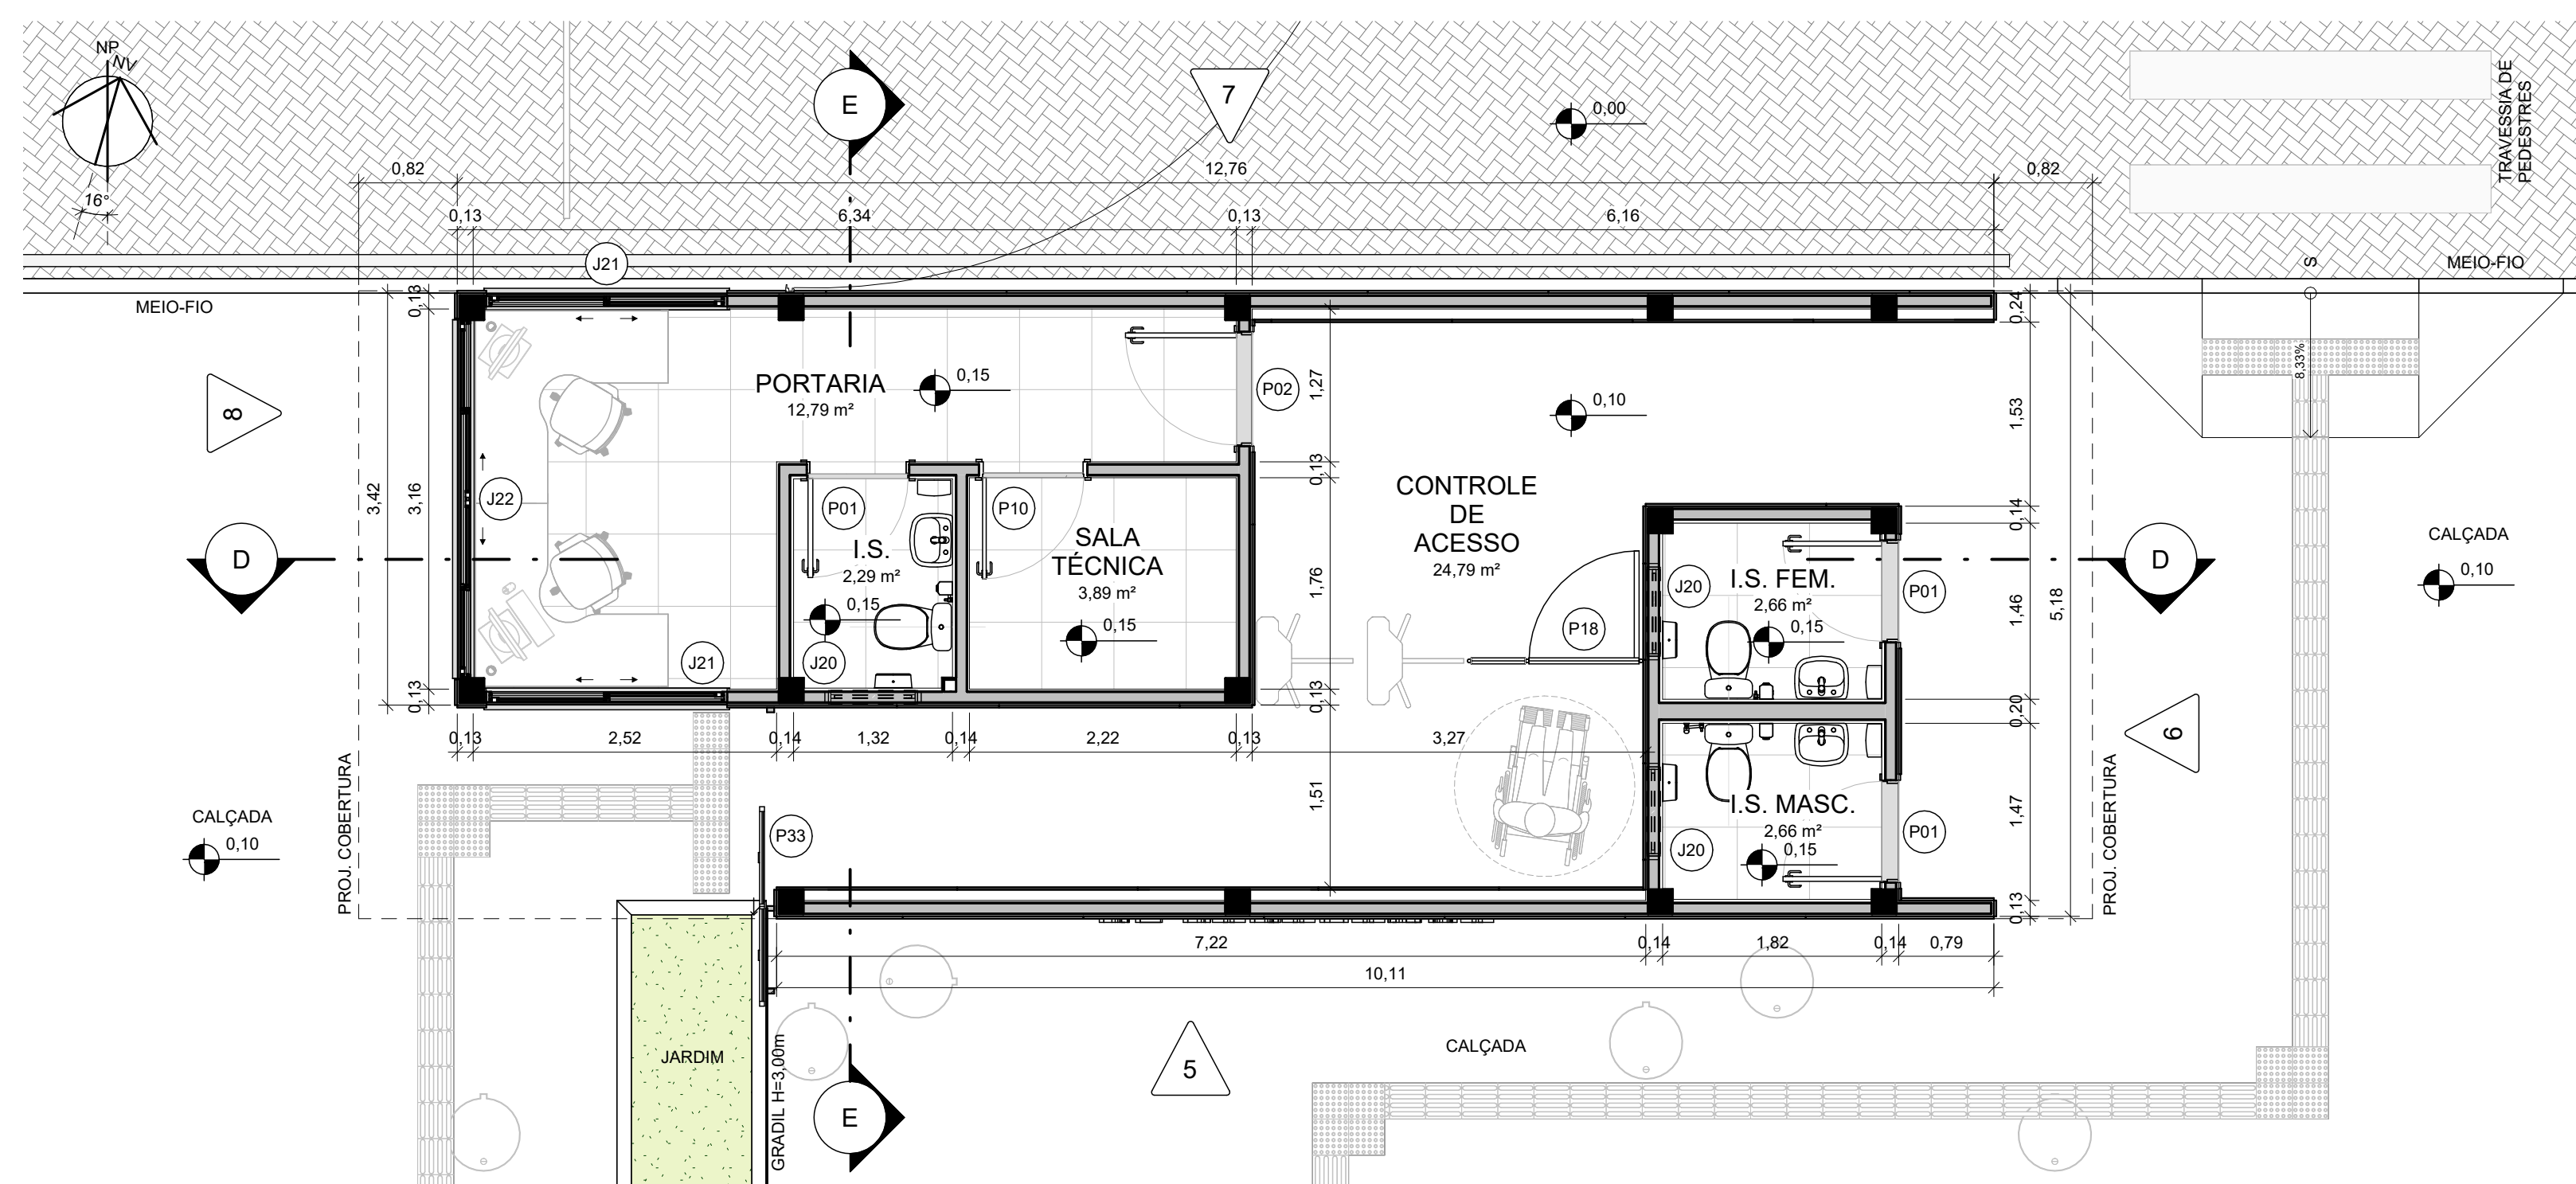 NP
NV
16°
E
7
0,00
TRAVESSIA DE
PEDESTRES
0,82
12,76
0,82
0,13
6,34
0,13
6,16
J21
S
MEIO-FIO
MEIO-FIO
0,13
0,24
8,33%
PORTARIA
12,79 m²
0,15
P02
1,27
0,10
1,53
8
3,42
3,16
J22
0,13
P01
P10
CONTROLE
DE
ACESSO
24,79 m²
0,14
I.S.
2,29 m²
0,15
SALA
TÉCNICA
3,89 m²
0,15
1,76
D
D
CALÇADA
0,10
J20
I.S. FEM.
2,66 m²
0,15
P01
1,46
5,18
P18
J21
J20
0,13
0,13
0,20
6
0,13
2,52
0,14
1,32
0,14
2,22
0,13
3,27
1,51
CALÇADA
0,10
PROJ. COBERTURA
P33
I.S. MASC.
2,66 m²
0,15
J20
P01
1,47
PROJ. COBERTURA
0,13
7,22
0,14
1,82
0,14
0,79
10,11
JARDIM
GRADIL H=3,00m
E
5
CALÇADA